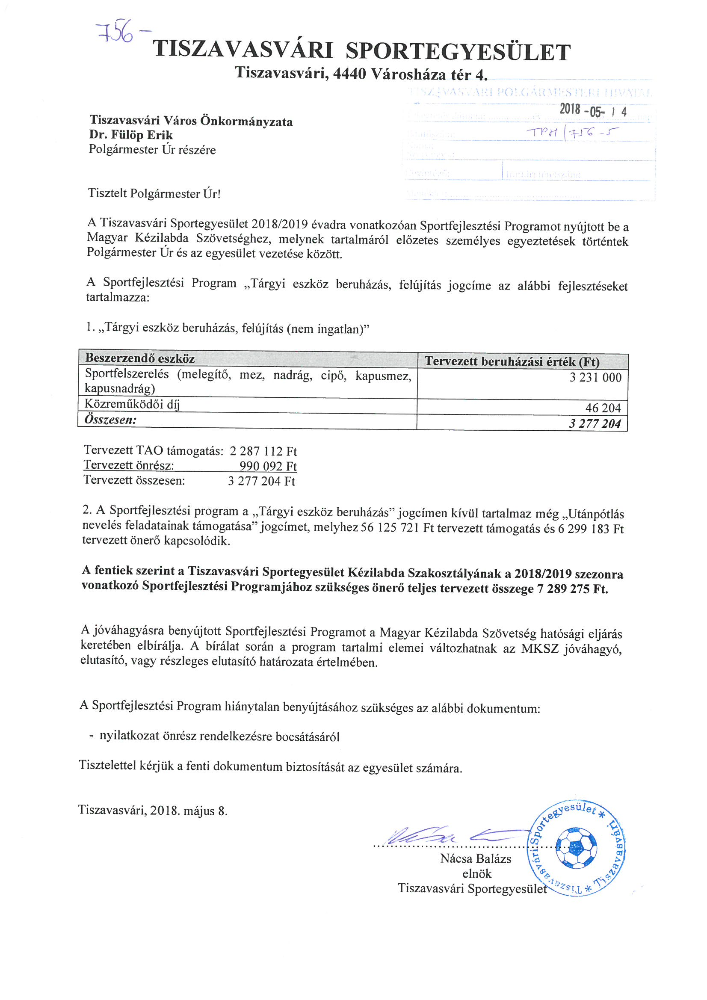 756 –
TISZAVASVÁRI SPORTEGYESÜLET
Tiszavasvári, 4440 Városháza tér 4.
TISZAVASVÁRI POLGÁRMESTERI HIVATAL
2018 -05- 14
TPH/756-5
Tiszavasvári Város Önkormányzata
Dr. Fülöp Erik
Polgármester Úr részére
Tisztelt Polgármester Úr!
A Tiszavasvári Sportegyesület 2018/2019 évadra vonatkozóan Sportfejlesztési Programot nyújtott be a
Magyar Kézilabda Szövetséghez, melynek tartalmáról előzetes személyes egyeztetések történtek
Polgármester Úr és az egyesület vezetése között.
A Sportfejlesztési Program „Tárgyi eszköz beruházás, felújítás jogcíme az alábbi fejlesztéseket
tartalmazza:
1. „Tárgyi eszköz beruházás, felújítás (nem ingatlan)”
Beszerzendő eszköz Tervezett beruházási érték (Ft)
Sportfelszerelés (melegítő, mez, nadrág, cipő, kapusmez, 3 231 000
kapusnadrág)
Közreműködői díj 46 204
Összesen: 3 277 204
Tervezett TAO támogatás: 2 287 112 Ft
Tervezett önrész: 990 092 Ft
Tervezett összesen: 3 277 204 Ft
2. A Sportfejlesztési program a „Tárgyi eszköz beruházás” jogcímen kívül tartalmaz még „Utánpótlás
nevelés feladatainak támogatása” jogcímet, melyhez 56 125 721 Ft tervezett támogatás és 6 299 183 Ft
tervezett önerő kapcsolódik.
A fentiek szerint a Tiszavasvári Sportegyesület Kézilabda Szakosztályának a 2018/2019 szezonra
vonatkozó Sportfejlesztési Programjához szükséges önerő teljes tervezett összege 7 289 275 Ft.
A jóváhagyásra benyújtott Sportfejlesztési Programot a Magyar Kézilabda Szövetség hatósági eljárás
keretében elbírálja. A bírálat során a program tartalmi elemei változhatnak az MKSZ jóváhagyó,
elutasító, vagy részleges elutasító határozata értelmében.
A Sportfejlesztési Program hiánytalan benyújtásához szükséges az alábbi dokumentum:
- nyilatkozat önrész rendelkezésre bocsátásáról
Tisztelettel kérjük a fenti dokumentum biztosítását az egyesület számára.
Tiszavasvári, 2018. május 8.
Nácsa Balázs
elnök
Tiszavasvári Sportegyesület
Tiszavasvári Sportegyesület * Tiszavasvári *